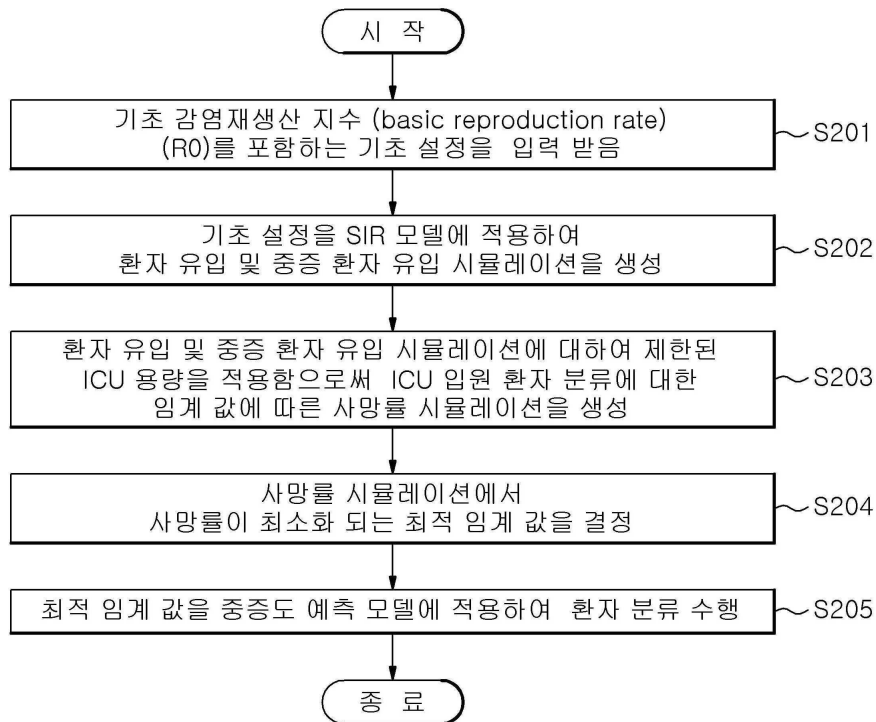 시 작
기초 감염재생산 지수 (basic reproduction rate)
(R0)를 포함하는 기초 설정을 입력 받음
S201
기초 설정을 SIR 모델에 적용하여
환자 유입 및 중증 환자 유입 시뮬레이션을 생성
S202
환자 유입 및 중증 환자 유입 시뮬레이션에 대하여 제한된
ICU 용량을 적용함으로써 ICU 입원 환자 분류에 대한
임계 값에 따른 사망률 시뮬레이션을 생성
S203
사망률 시뮬레이션에서
사망률이 최소화 되는 최적 임계 값을 결정
S204
최적 임계 값을 중증도 예측 모델에 적용하여 환자 분류 수행
S205
종 료